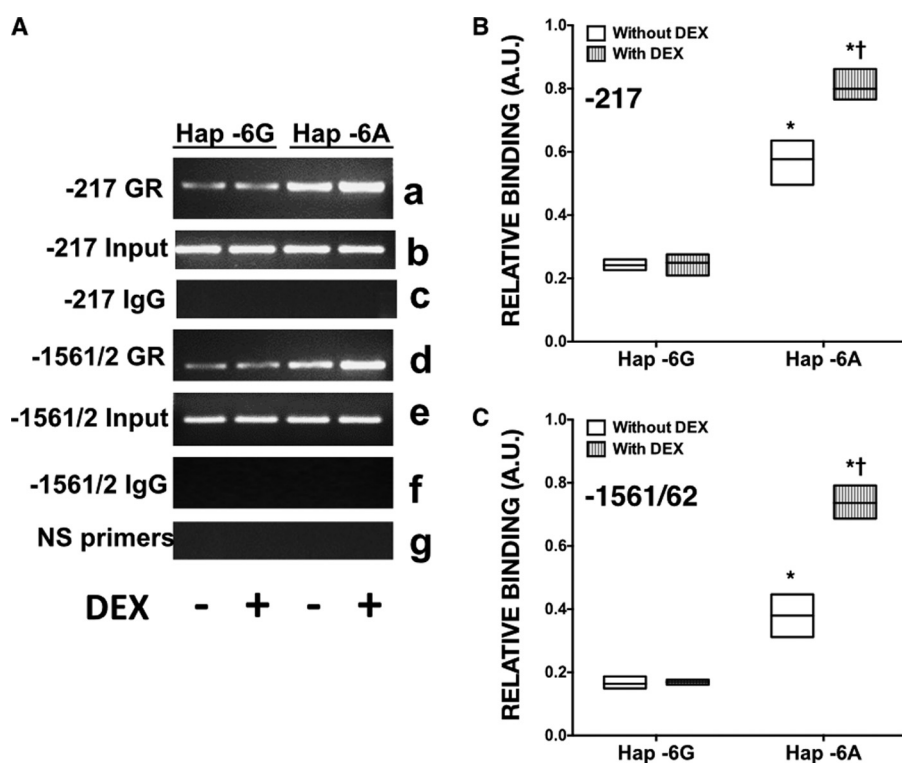 A
Hap -6G Hap -6A
-217 GR a
-217 Input b
-217 IgG c
-1561/2 GR d
-1561/2 Input e
-1561/2 IgG f
NS primers g
DEX - + - +
B
RELATIVE BINDING (A.U.)
1.0
0.8
0.6
0.4
0.2
0.0
Without DEX
With DEX
-217
*
*†
Hap -6G Hap -6A
C
RELATIVE BINDING (A.U.)
1.0
0.8
0.6
0.4
0.2
0.0
Without DEX
With DEX
-1561/62
*
*†
Hap -6G Hap -6A